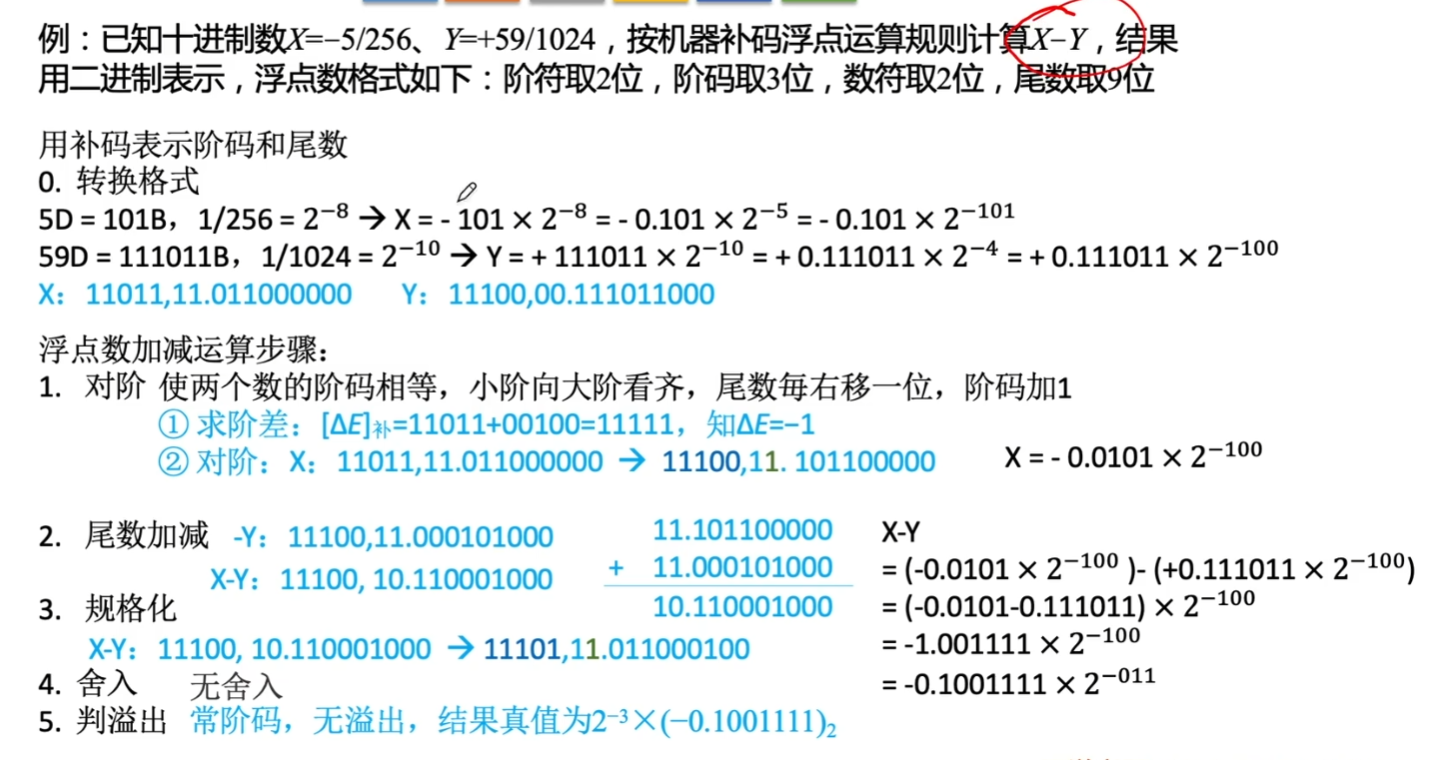 例：已知十进制数X=−5/256、Y=+59/1024，按机器补码浮点运算规则计算X−Y，结果
用二进制表示，浮点数格式如下：阶符取2位，阶码取3位，数符取2位，尾数取9位
用补码表示阶码和尾数
0. 转换格式
5D = 101B，1/256 = 2⁻⁸ → X = - 101 × 2⁻⁸ = - 0.101 × 2⁻⁵ = - 0.101 × 2⁻¹⁰¹
59D = 111011B，1/1024 = 2⁻¹⁰ → Y = + 111011 × 2⁻¹⁰ = + 0.111011 × 2⁻⁴ = + 0.111011 × 2⁻¹⁰⁰
X：11011,11.011000000 Y：11100,00.111011000
浮点数加减运算步骤：
1. 对阶 使两个数的阶码相等，小阶向大阶看齐，尾数每右移一位，阶码加1
① 求阶差：[ΔE]补=11011+00100=11111，知ΔE=−1
② 对阶：X：11011,11.011000000 → 11100,11. 101100000 X = - 0.0101 × 2⁻¹⁰⁰
2. 尾数加减 -Y：11100,11.000101000
X-Y：11100, 10.110001000
11.101100000
+ 11.000101000
10.110001000
X-Y
= (-0.0101 × 2⁻¹⁰⁰ )- (+0.111011 × 2⁻¹⁰⁰)
= (-0.0101-0.111011) × 2⁻¹⁰⁰
= -1.001111 × 2⁻¹⁰⁰
= -0.1001111 × 2⁻⁰¹¹
3. 规格化
X-Y：11100, 10.110001000 → 11101,11.011000100
4. 舍入 无舍入
5. 判溢出 常阶码，无溢出，结果真值为2⁻³×(−0.1001111)₂